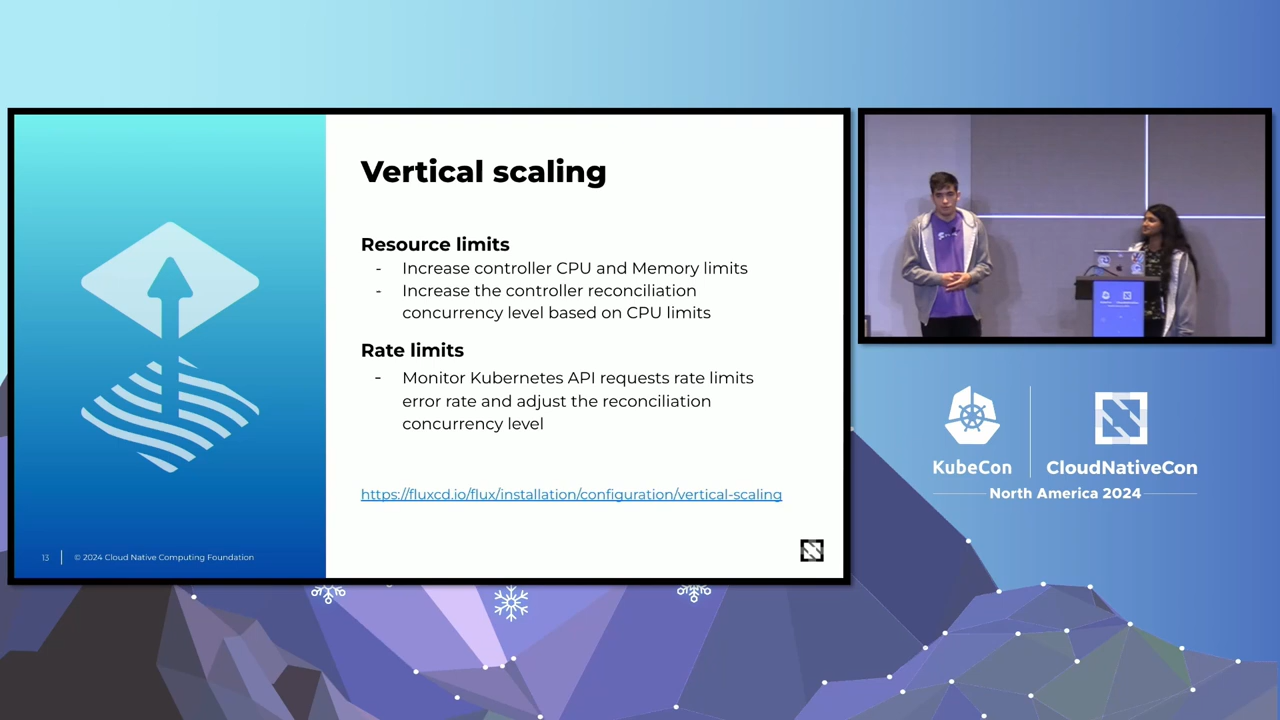 Vertical scaling
Resource limits
- Increase controller CPU and Memory limits
- Increase the controller reconciliation
concurrency level based on CPU limits
Rate limits
- Monitor Kubernetes API requests rate limits
error rate and adjust the reconciliation
concurrency level
https://fluxcd.io/flux/installation/configuration/vertical-scaling
13
© 2024 Cloud Native Computing Foundation
KubeCon
CloudNativeCon
North America 2024